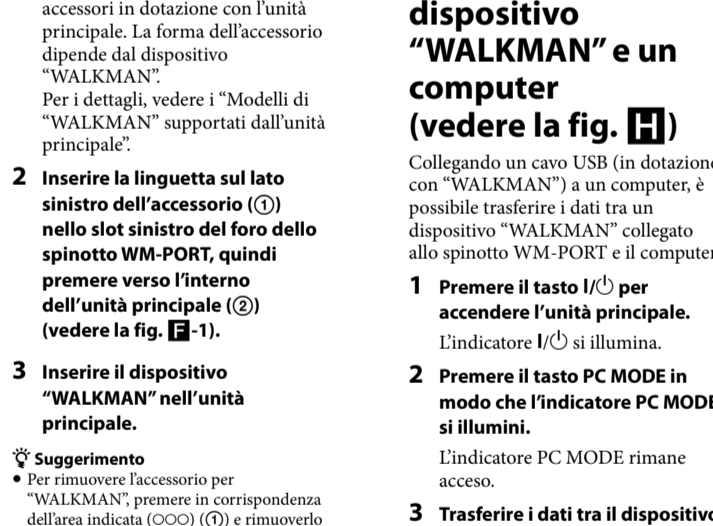 accessori in dotazione con l'unità
principale. La forma dell'accessorio
dipende dal dispositivo
“WALKMAN”.
Per i dettagli, vedere i “Modelli di
“WALKMAN” supportati dall'unità
principale”.
2 Inserire la linguetta sul lato
sinistro dell'accessorio (①)
nello slot sinistro del foro dello
spinotto WM-PORT, quindi
premere verso l'interno
dell'unità principale (②)
(vedere la fig. F-1).
3 Inserire il dispositivo
“WALKMAN” nell'unità
principale.
Suggerimento
• Per rimuovere l'accessorio per
“WALKMAN”, premere in corrispondenza
dell'area indicata (○○○) (①) e rimuoverlo
dispositivo
“WALKMAN” e un
computer
(vedere la fig. H)
Collegando un cavo USB (in dotazione
con “WALKMAN”) a un computer, è
possibile trasferire i dati tra un
dispositivo “WALKMAN” collegato
allo spinotto WM-PORT e il computer
1 Premere il tasto I/⏻ per
accendere l'unità principale.
L'indicatore I/⏻ si illumina.
2 Premere il tasto PC MODE in
modo che l'indicatore PC MODE
si illumini.
L'indicatore PC MODE rimane
acceso.
3 Trasferire i dati tra il dispositivo